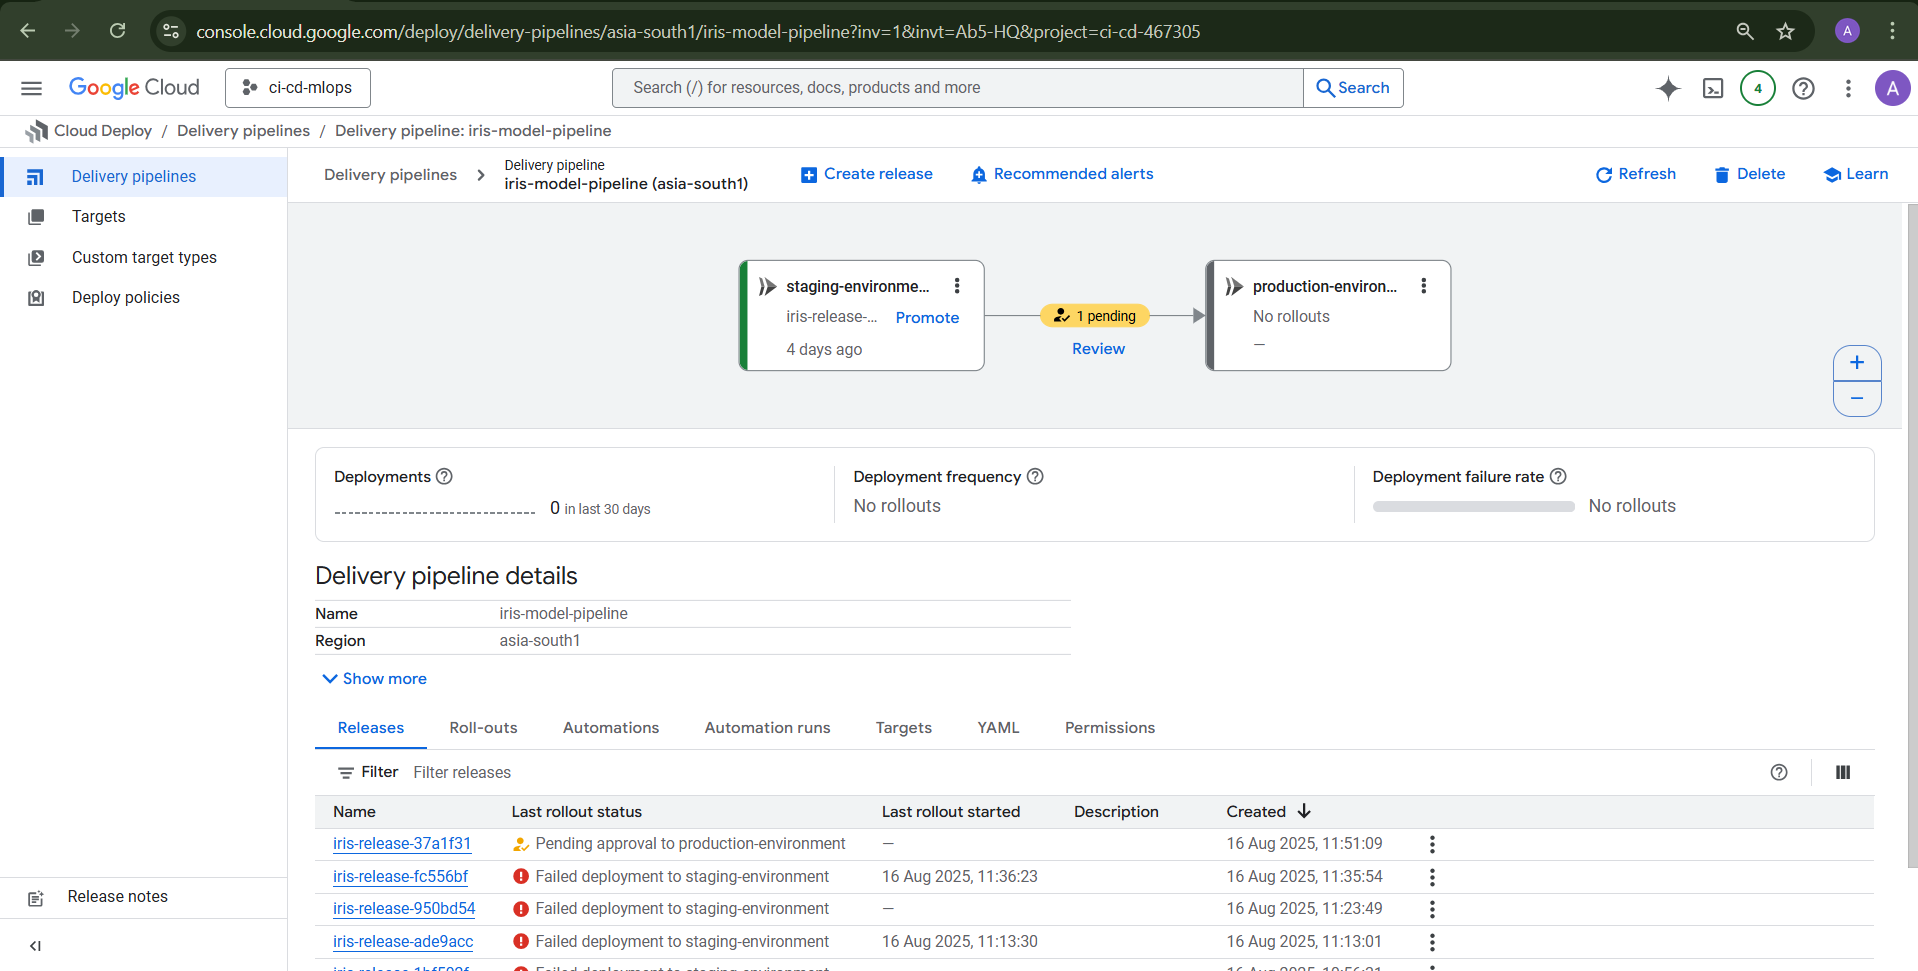 console.cloud.google.com/deploy/delivery-pipelines/asia-south1/iris-model-pipeline?inv=1&invt=Ab5-HQ&project=ci-cd-467305
A
Google Cloud
ci-cd-mlops
Search (/) for resources, docs, products and more
Search
4
A
Cloud Deploy / Delivery pipelines / Delivery pipeline: iris-model-pipeline
Delivery pipelines
Targets
Custom target types
Deploy policies
Release notes
Delivery pipelines
Delivery pipeline
iris-model-pipeline (asia-south1)
Create release
Recommended alerts
Refresh
Delete
Learn
staging-environme...
iris-release-... Promote
4 days ago
1 pending
Review
production-environ...
No rollouts
—
+
−
Deployments
0 in last 30 days
Deployment frequency
No rollouts
Deployment failure rate
No rollouts
Delivery pipeline details
Name iris-model-pipeline
Region asia-south1
Show more
Releases Roll-outs Automations Automation runs Targets YAML Permissions
Filter Filter releases
Name Last rollout status Last rollout started Description Created
iris-release-37a1f31 Pending approval to production-environment — 16 Aug 2025, 11:51:09
iris-release-fc556bf Failed deployment to staging-environment 16 Aug 2025, 11:36:23 16 Aug 2025, 11:35:54
iris-release-950bd54 Failed deployment to staging-environment — 16 Aug 2025, 11:23:49
iris-release-ade9acc Failed deployment to staging-environment 16 Aug 2025, 11:13:30 16 Aug 2025, 11:13:01